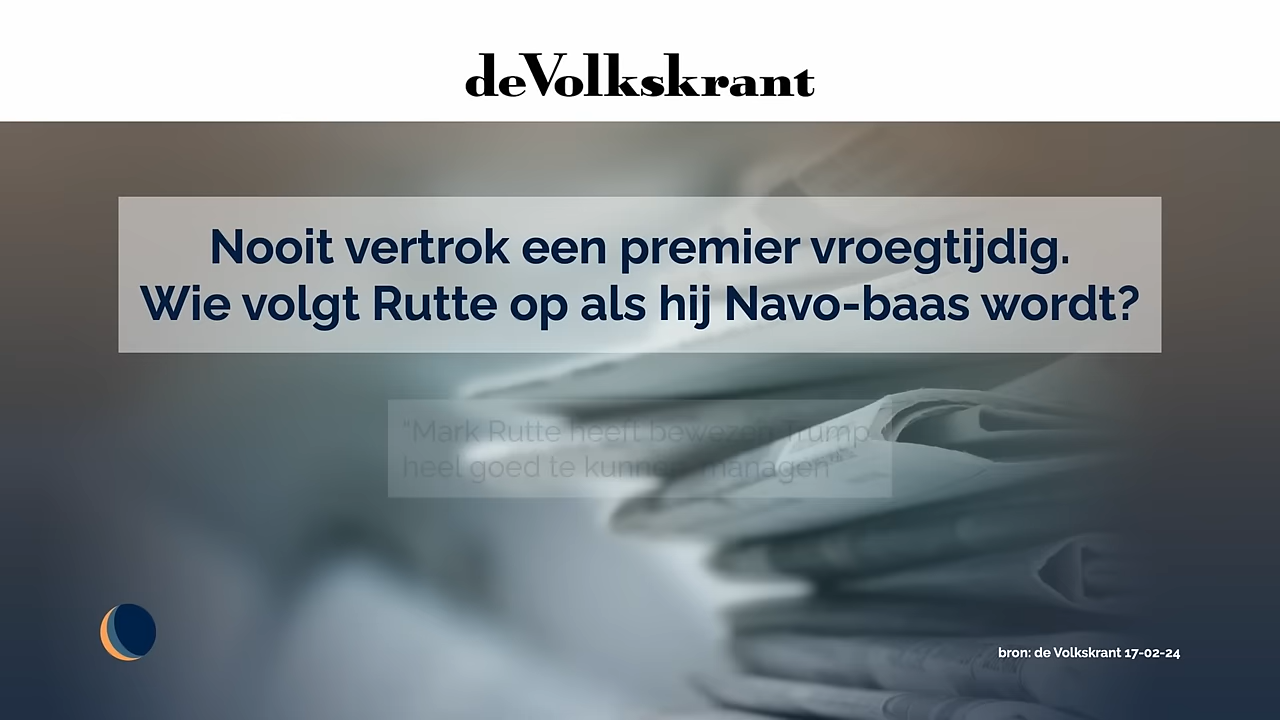 deVolkskrant
Nooit vertrok een premier vroegtijdig.
Wie volgt Rutte op als hij Navo-baas wordt?
"Mark Rutte heeft bewezen Trump
heel goed te kunnen managen"
bron: de Volkskrant 17-02-24